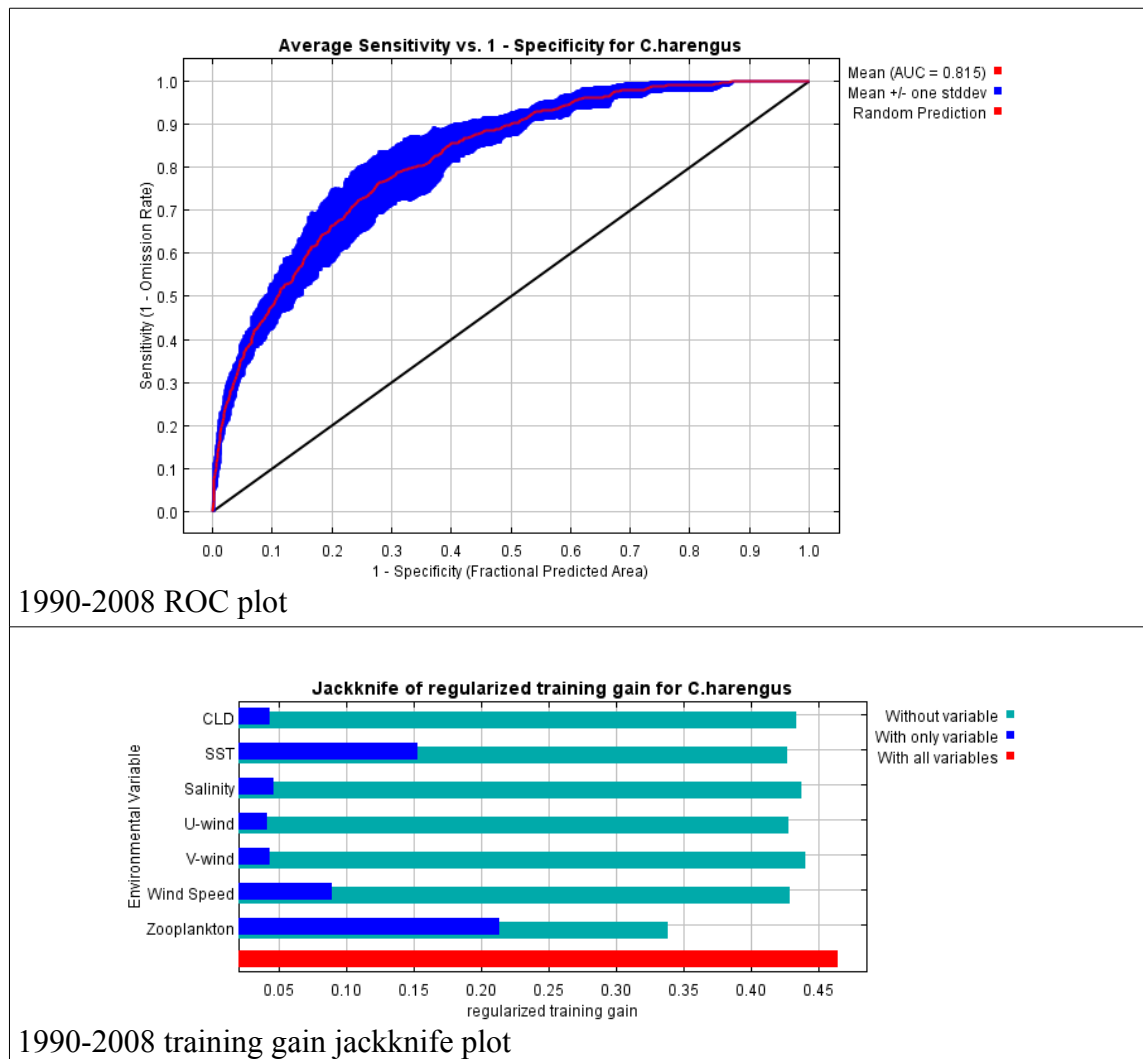 Average Sensitivity vs. 1 - Specificity for C.harengus
Mean (AUC = 0.815)
Mean +/- one stddev
Random Prediction
Sensitivity (1 - Omission Rate)
1.0
0.9
0.8
0.7
0.6
0.5
0.4
0.3
0.2
0.1
0.0
0.0 0.1 0.2 0.3 0.4 0.5 0.6 0.7 0.8 0.9 1.0
1 - Specificity (Fractional Predicted Area)
1990-2008 ROC plot
Jackknife of regularized training gain for C.harengus
Without variable
With only variable
With all variables
Environmental Variable
CLD
SST
Salinity
U-wind
V-wind
Wind Speed
Zooplankton
0.05 0.10 0.15 0.20 0.25 0.30 0.35 0.40 0.45
regularized training gain
1990-2008 training gain jackknife plot